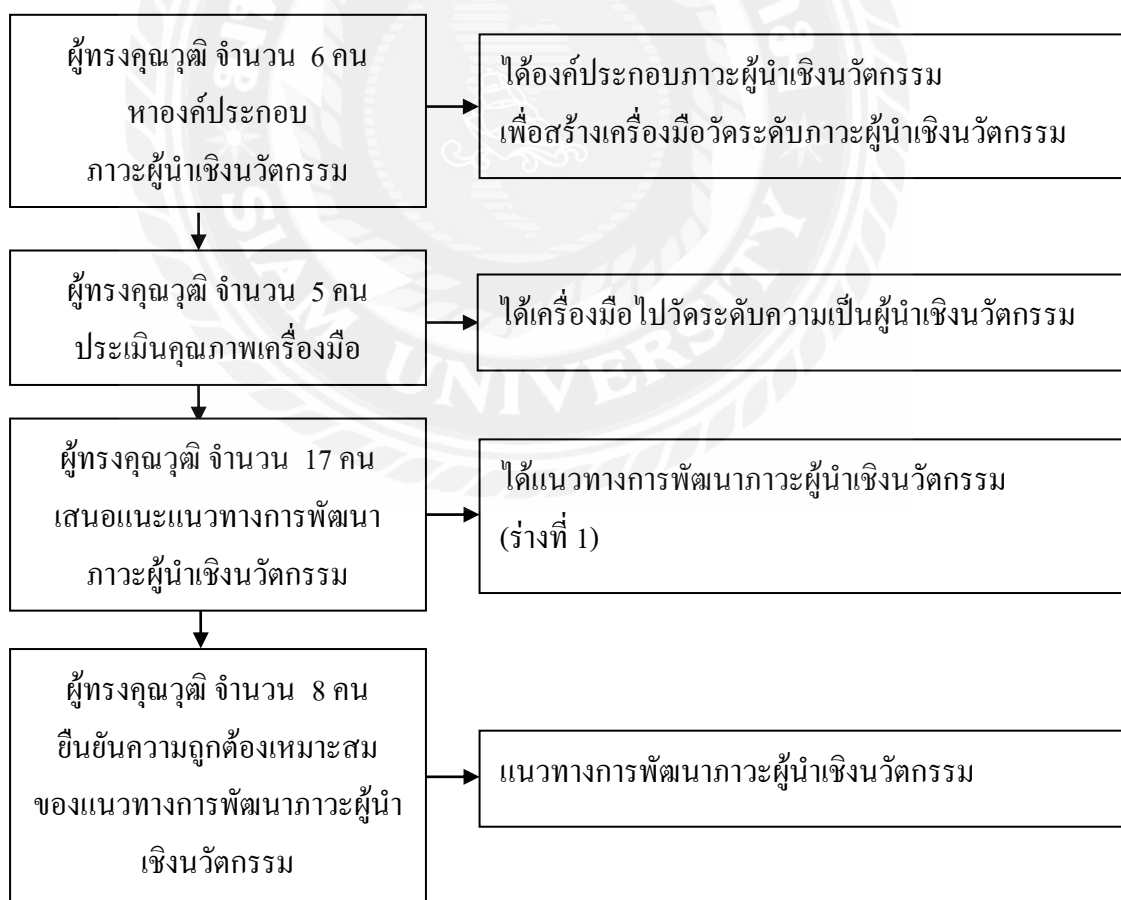 ผู้ทรงคุณวุฒิ จำนวน 6 คน
หาองค์ประกอบ
ภาวะผู้นำเชิงนวัตกรรม
ได้องค์ประกอบภาวะผู้นำเชิงนวัตกรรม
เพื่อสร้างเครื่องมือวัดระดับภาวะผู้นำเชิงนวัตกรรม
ผู้ทรงคุณวุฒิ จำนวน 5 คน
ประเมินคุณภาพเครื่องมือ
ได้เครื่องมือไปวัดระดับความเป็นผู้นำเชิงนวัตกรรม
ผู้ทรงคุณวุฒิ จำนวน 17 คน
เสนอแนะแนวทางการพัฒนา
ภาวะผู้นำเชิงนวัตกรรม
ได้แนวทางการพัฒนาภาวะผู้นำเชิงนวัตกรรม
(ร่างที่ 1)
ผู้ทรงคุณวุฒิ จำนวน 8 คน
ยืนยันความถูกต้องเหมาะสม
ของแนวทางการพัฒนาภาวะผู้นำ
เชิงนวัตกรรม
แนวทางการพัฒนาภาวะผู้นำเชิงนวัตกรรม
SIAM UNIVERSITY